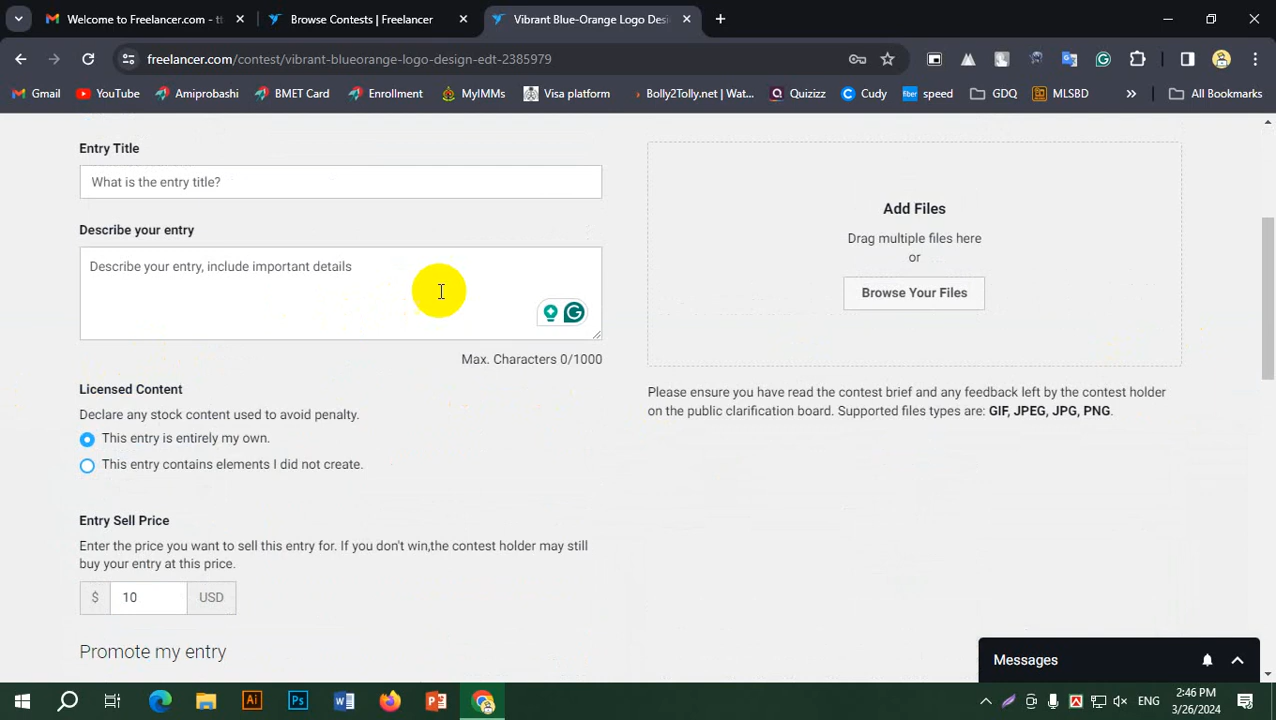 Welcome to Freelancer.com - tt
Browse Contests | Freelancer
Vibrant Blue-Orange Logo Desi
freelancer.com/contest/vibrant-blueorange-logo-design-edt-2385979
Gmail
YouTube
Amiprobashi
BMET Card
Enrollment
MyIMMs
Visa platform
Bolly2Tolly.net | Wat...
Quizizz
Cudy
fiber speed
GDQ
MLSBD
All Bookmarks
Entry Title
What is the entry title?
Describe your entry
Describe your entry, include important details
Max. Characters 0/1000
Licensed Content
Declare any stock content used to avoid penalty.
This entry is entirely my own.
This entry contains elements I did not create.
Entry Sell Price
Enter the price you want to sell this entry for. If you don't win,the contest holder may still
buy your entry at this price.
$ 10 USD
Promote my entry
Add Files
Drag multiple files here
or
Browse Your Files
Please ensure you have read the contest brief and any feedback left by the contest holder
on the public clarification board. Supported files types are: GIF, JPEG, JPG, PNG.
Messages
ENG
2:46 PM
3/26/2024